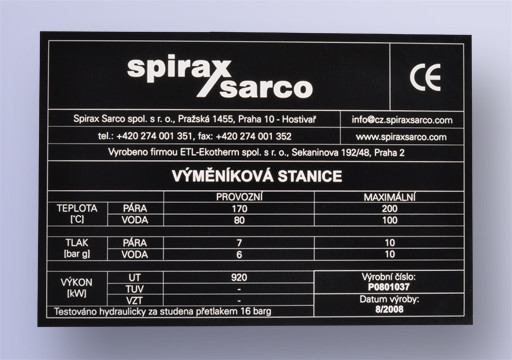 spirax
sarco
CE
Spirax Sarco spol. s r. o., Pražská 1455, Praha 10 - Hostivař
info@cz.spiraxsarco.com
tel.: +420 274 001 351, fax: +420 274 001 352
www.spiraxsarco.com
Vyrobeno firmou ETL-Ekotherm spol. s r. o., Sekaninova 192/48, Praha 2
VÝMĚNÍKOVÁ STANICE
PROVOZNÍ MAXIMÁLNÍ
TEPLOTA PÁRA 170 200
[°C] VODA 80 100
TLAK PÁRA 7 10
[bar g] VODA 6 10
VÝKON UT 920
[kW] TUV -
VZT -
Výrobní číslo:
P0801037
Datum výroby:
8/2008
Testováno hydraulicky za studena přetlakem 16 barg